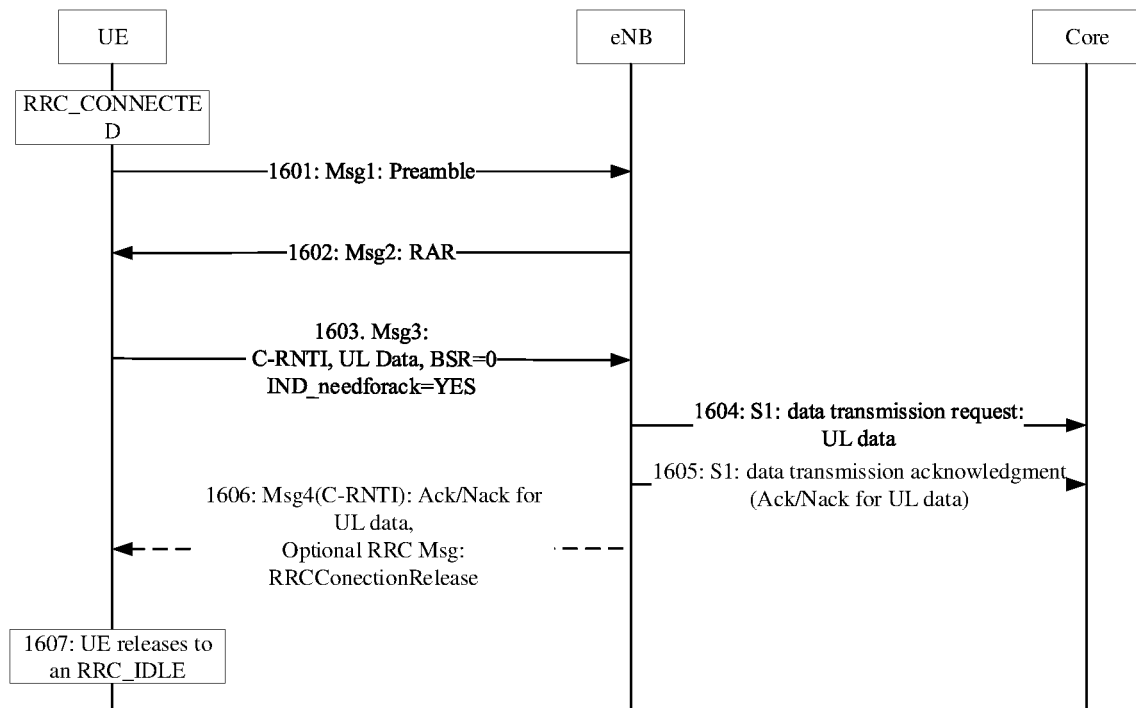 UE
eNB
Core
RRC_CONNECTE
D
1601: Msg1: Preamble
1602: Msg2: RAR
1603. Msg3:
C-RNTI, UL Data, BSR=0
IND_needforack=YES
1604: S1: data transmission request:
UL data
1605: S1: data transmission acknowledgment
(Ack/Nack for UL data)
1606: Msg4(C-RNTI): Ack/Nack for
UL data,
Optional RRC Msg:
RRCConectionRelease
1607: UE releases to
an RRC_IDLE